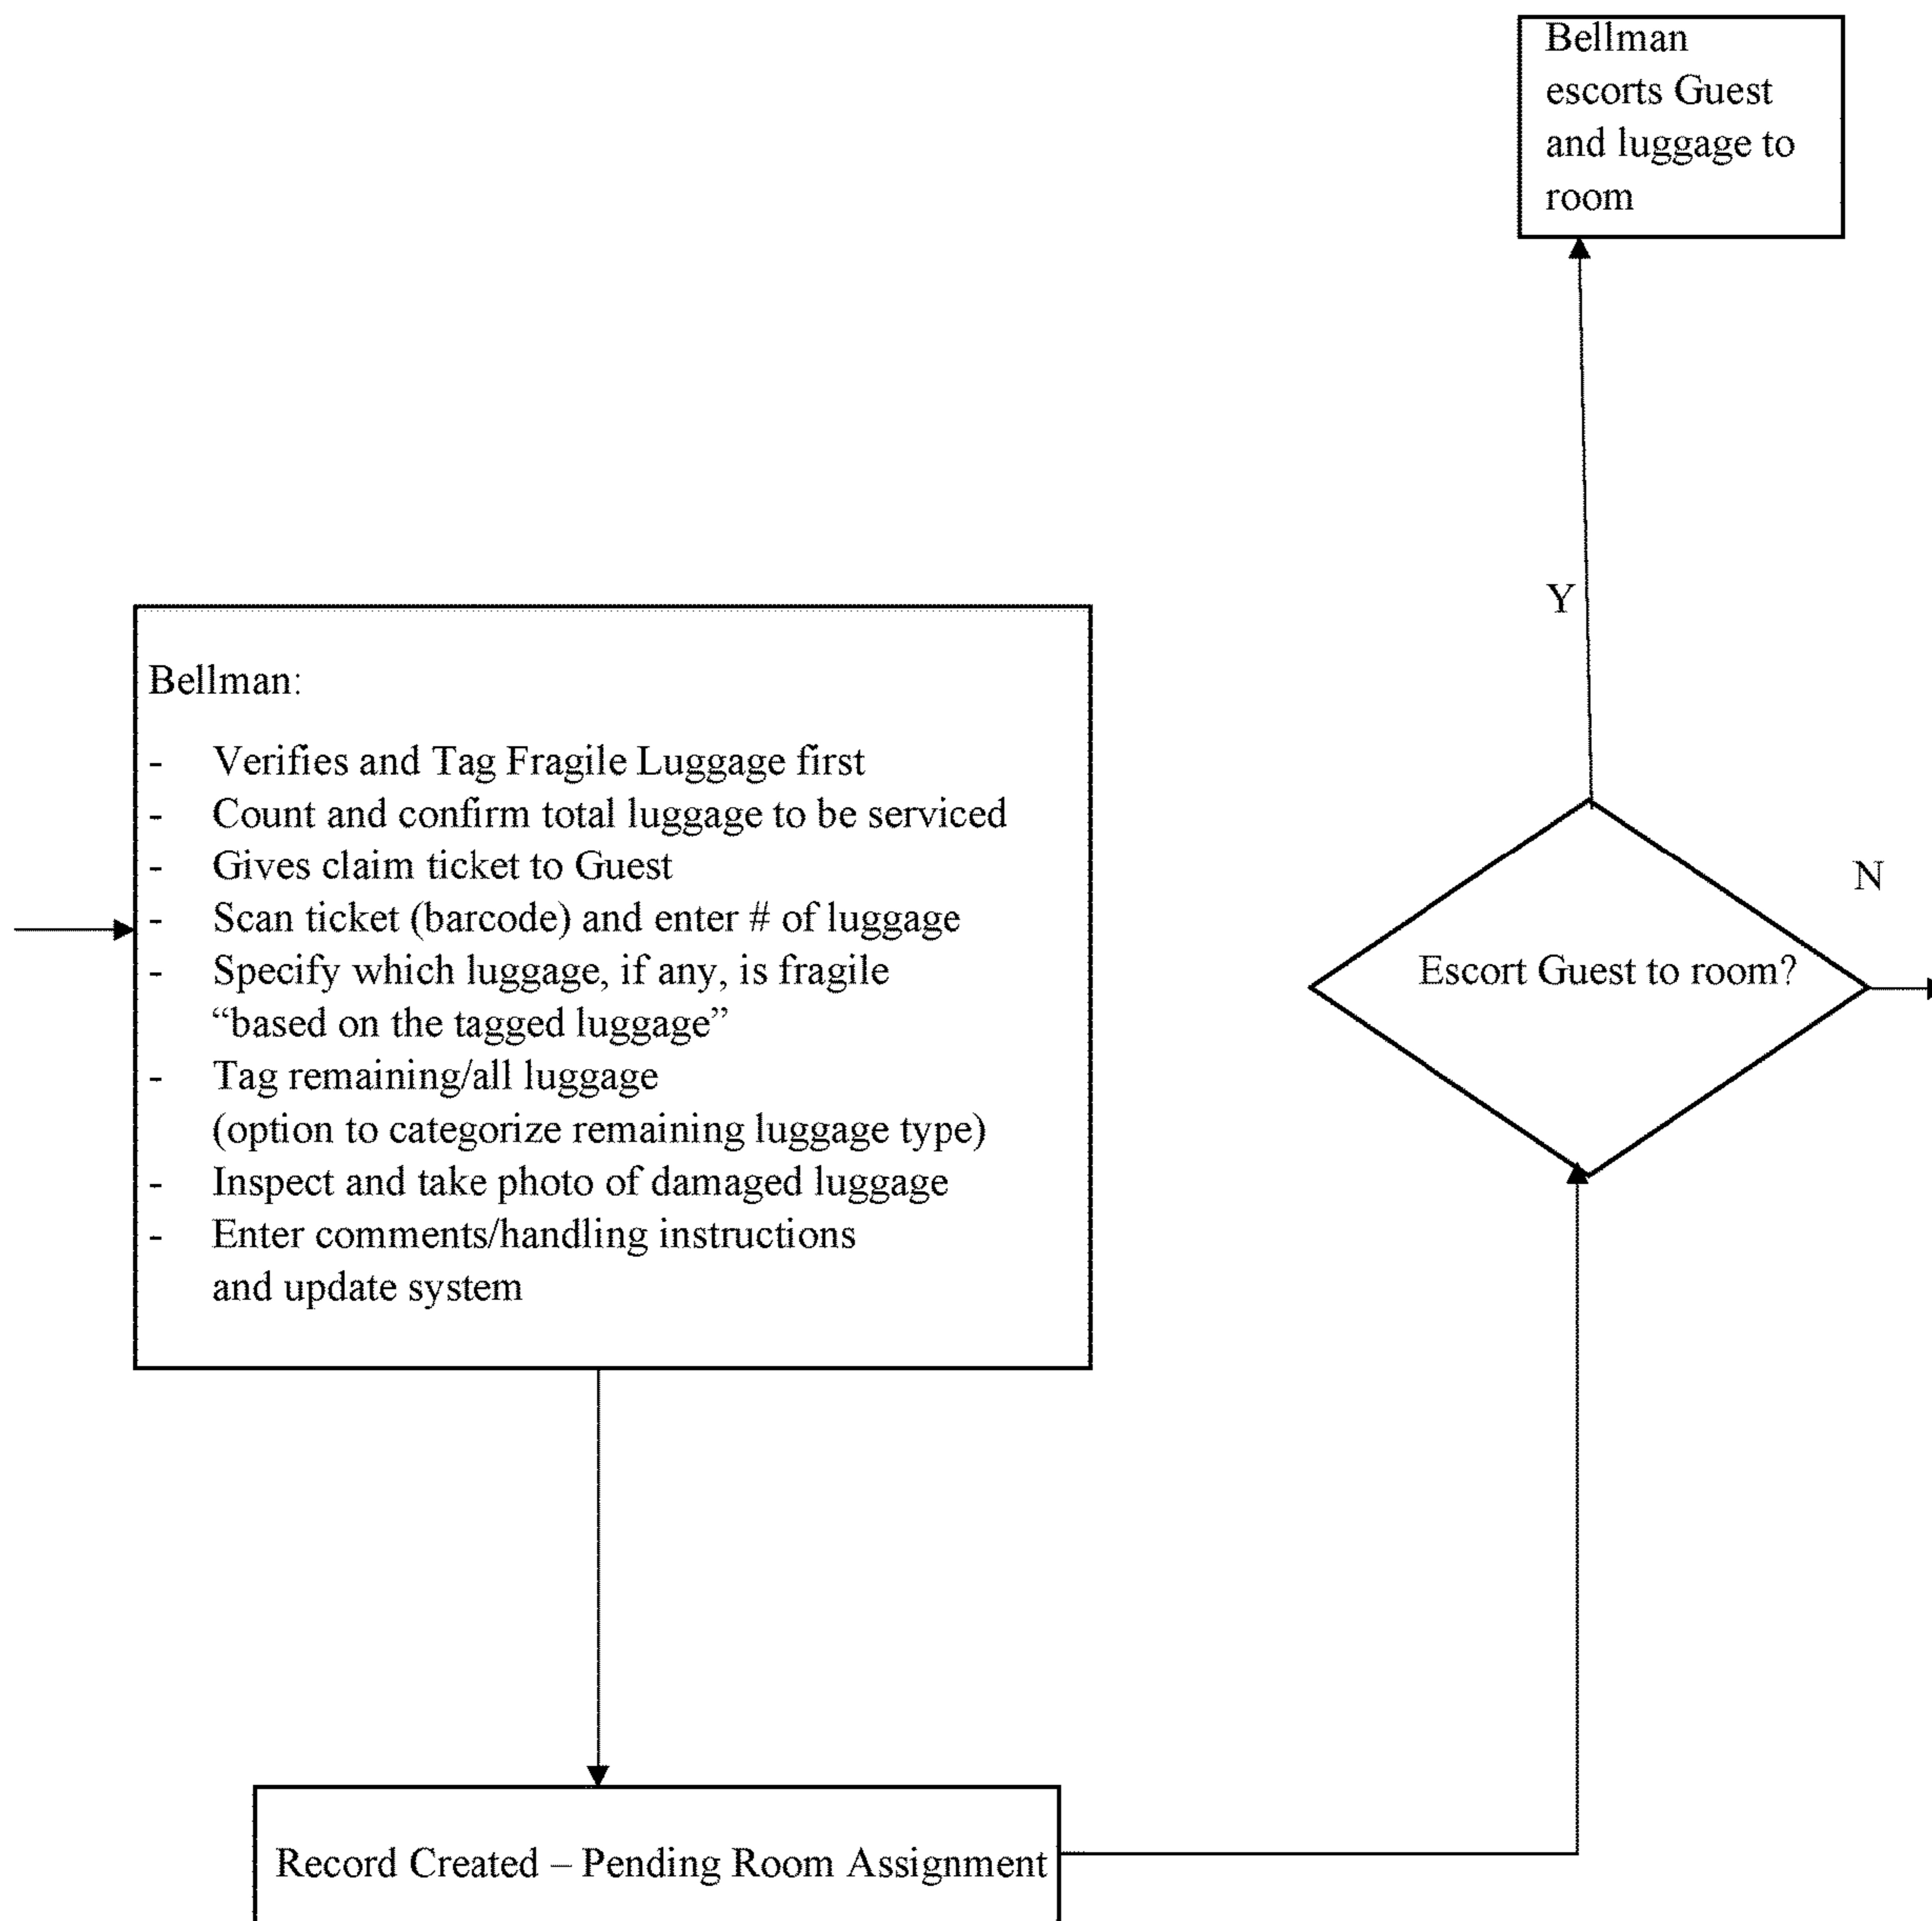 Bellman
escorts Guest
and luggage to
room
Y
Bellman:
- Verifies and Tag Fragile Luggage first
- Count and confirm total luggage to be serviced
- Gives claim ticket to Guest
- Scan ticket (barcode) and enter # of luggage
- Specify which luggage, if any, is fragile
“based on the tagged luggage”
- Tag remaining/all luggage
(option to categorize remaining luggage type)
- Inspect and take photo of damaged luggage
- Enter comments/handling instructions
and update system
N
Escort Guest to room?
Record Created – Pending Room Assignment